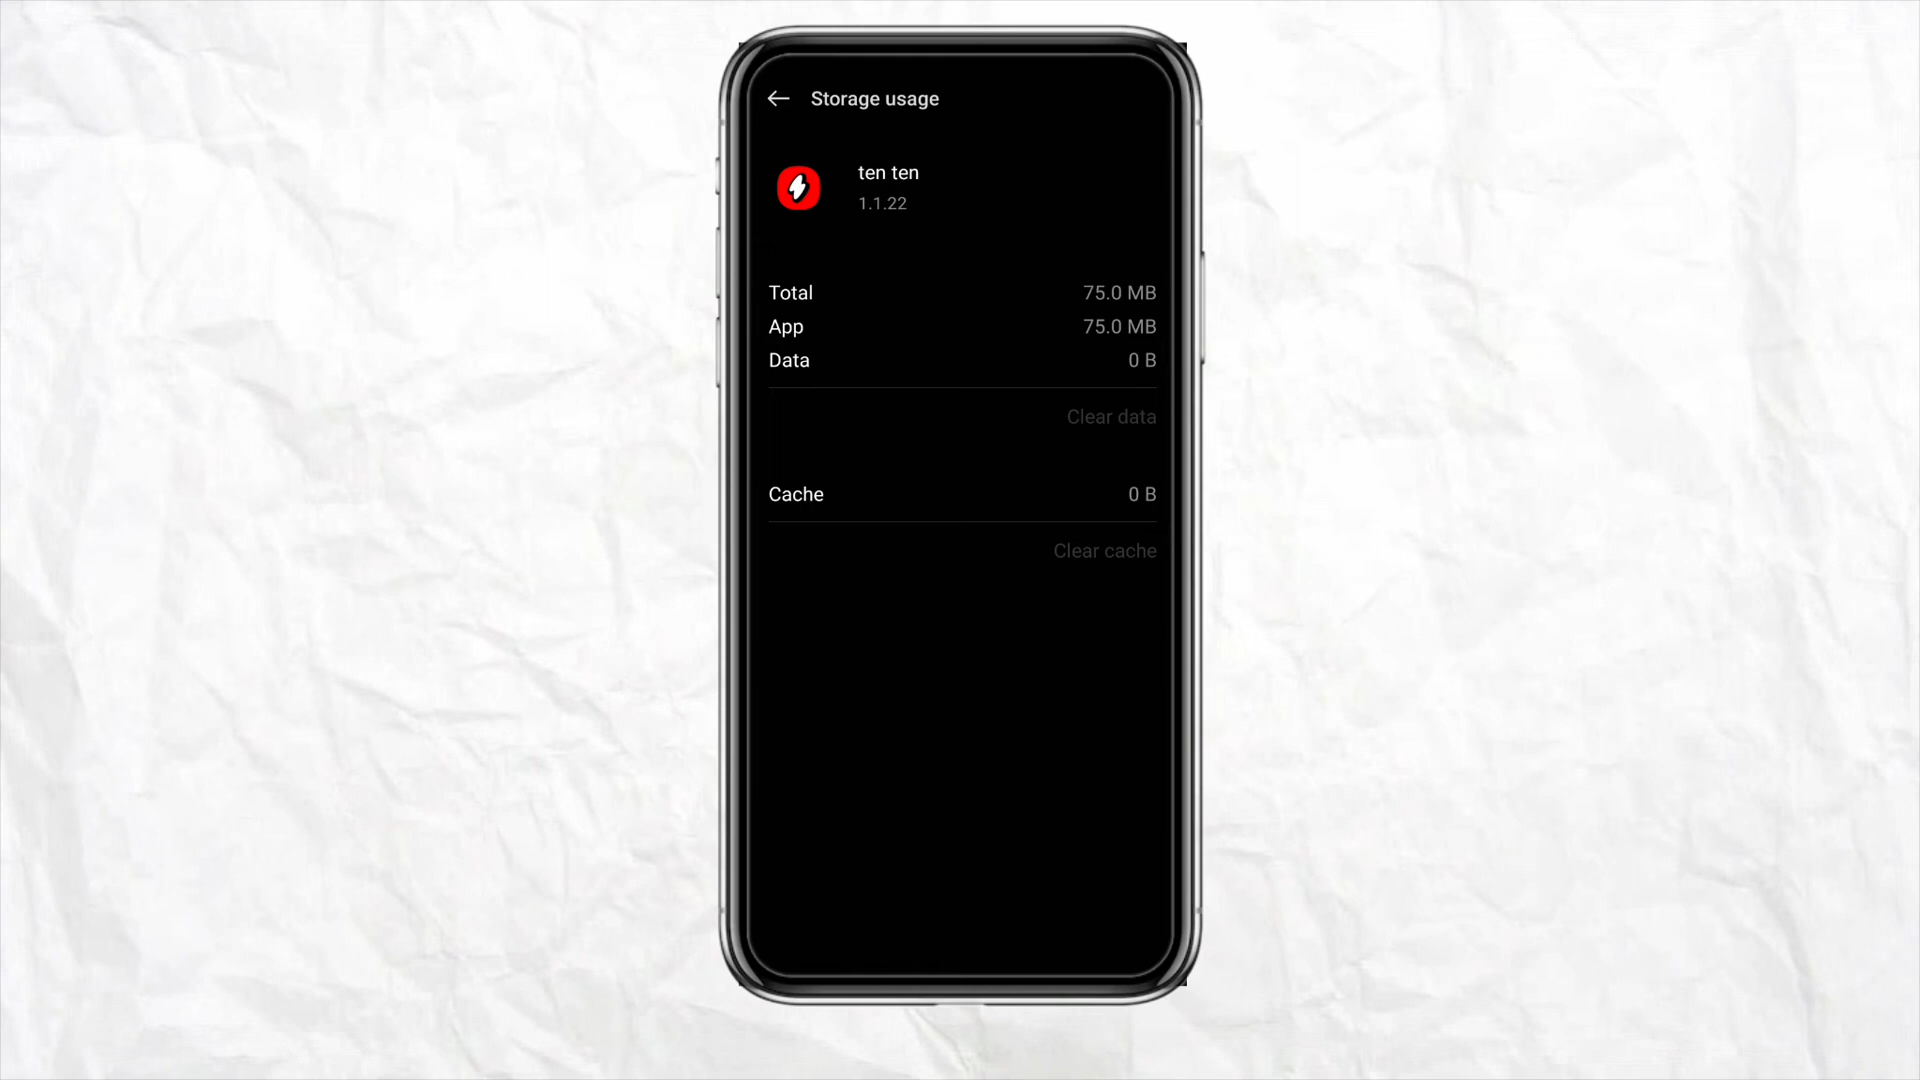 Storage usage
ten ten
1.1.22
Total 75.0 MB
App 75.0 MB
Data 0 B
Clear data
Cache 0 B
Clear cache